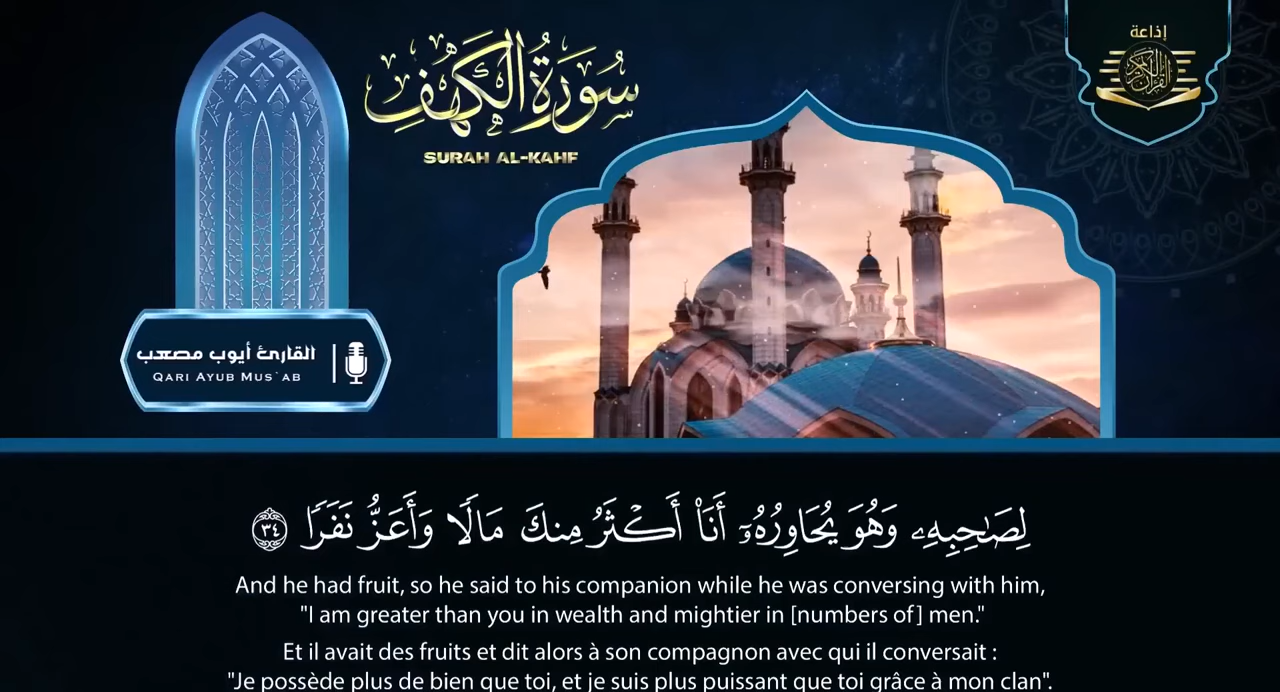 سُورَةُ الكَهْفِ
SURAH AL-KAHF
إذاعة
القرآن الكريم
القارئ أيوب مصعب
QARI AYUB MUS`AB
لِصَـٰحِبِهِۦ وَهُوَ يُحَاوِرُهُۥٓ أَنَا۠ أَكْثَرُ مِنكَ مَالًا وَأَعَزُّ نَفَرًا ٣٤
And he had fruit, so he said to his companion while he was conversing with him,
"I am greater than you in wealth and mightier in [numbers of] men."
Et il avait des fruits et dit alors à son compagnon avec qui il conversait :
"Je possède plus de bien que toi, et je suis plus puissant que toi grâce à mon clan".